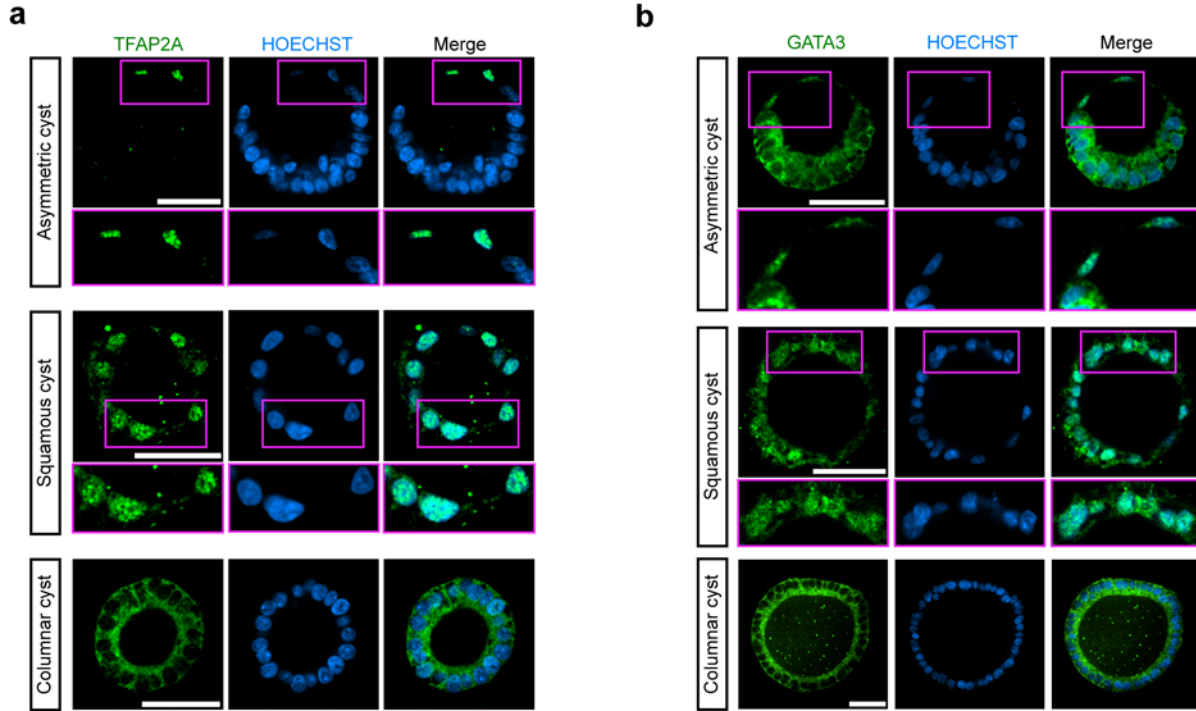 a
TFAP2A HOECHST Merge
Asymmetric cyst
Squamous cyst
Columnar cyst
b
GATA3 HOECHST Merge
Asymmetric cyst
Squamous cyst
Columnar cyst